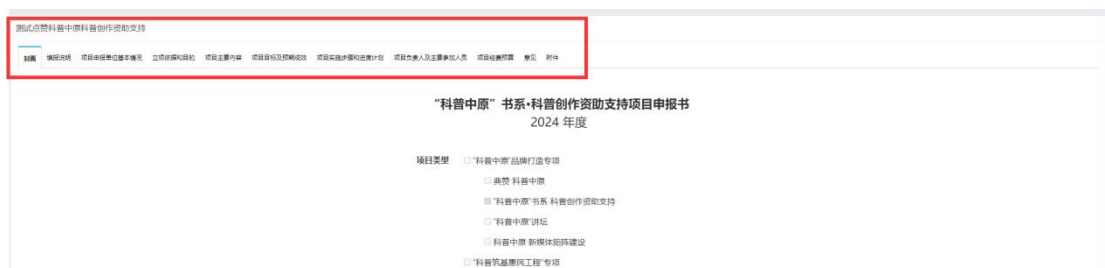 测试点赞科普中原科普创作资助支持
封面 填报说明 项目申报单位基本情况 立项依据和目的 项目主要内容 项目目标及预期成效 项目实施步骤和进度计划 项目负责人及主要参加人员 项目经费预算 意见 附件
“科普中原”书系·科普创作资助支持项目申报书
2024 年度
项目类型 “科普中原”品牌打造专项
典赞 科普中原
“科普中原”书系 科普创作资助支持
“科普中原”讲坛
科普中原 新媒体矩阵建设
“科普筑基惠民工程”专项